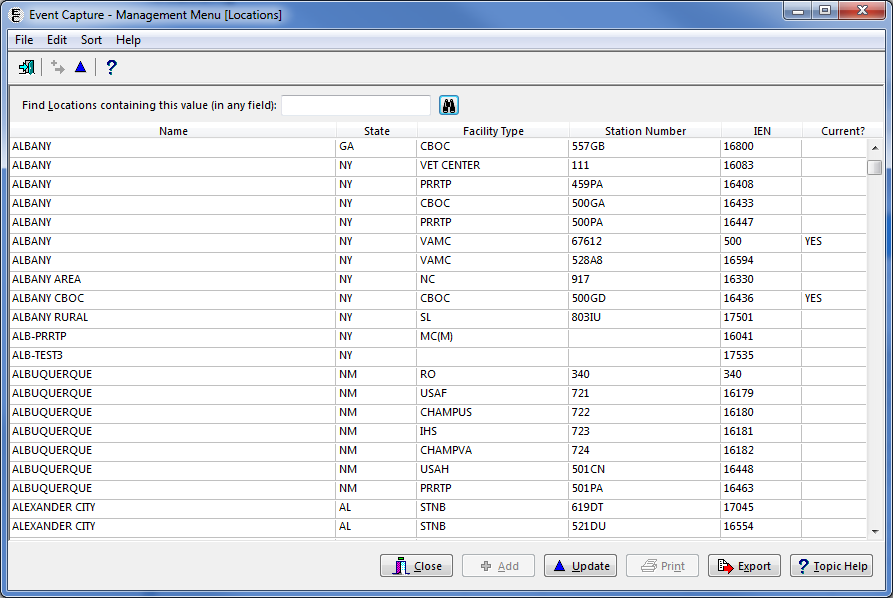 Event Capture - Management Menu [Locations]
File Edit Sort Help
?
Find Locations containing this value (in any field):
Name State Facility Type Station Number IEN Current?
ALBANY GA CBOC 557GB 16800
ALBANY NY VET CENTER 111 16083
ALBANY NY PRRTP 459PA 16408
ALBANY NY CBOC 500GA 16433
ALBANY NY PRRTP 500PA 16447
ALBANY NY VAMC 67612 500 YES
ALBANY NY VAMC 528A8 16594
ALBANY AREA NY NC 917 16330
ALBANY CBOC NY CBOC 500GD 16436 YES
ALBANY RURAL NY SL 803IU 17501
ALB-PRRTP NY MC(M) 16041
ALB-TEST3 NY 17535
ALBUQUERQUE NM RO 340 340
ALBUQUERQUE NM USAF 721 16179
ALBUQUERQUE NM CHAMPUS 722 16180
ALBUQUERQUE NM IHS 723 16181
ALBUQUERQUE NM CHAMPVA 724 16182
ALBUQUERQUE NM USAH 501CN 16448
ALBUQUERQUE NM PRRTP 501PA 16463
ALEXANDER CITY AL STNB 619DT 17045
ALEXANDER CITY AL STNB 521DU 16554
Close Add Update Print Export ? Topic Help